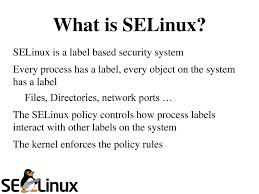 What is SELinux?
SELinux is a label based security system
Every process has a label, every object on the system
has a label
Files, Directories, network ports …
The SELinux policy controls how process labels
interact with other labels on the system
The kernel enforces the policy rules
SELinux